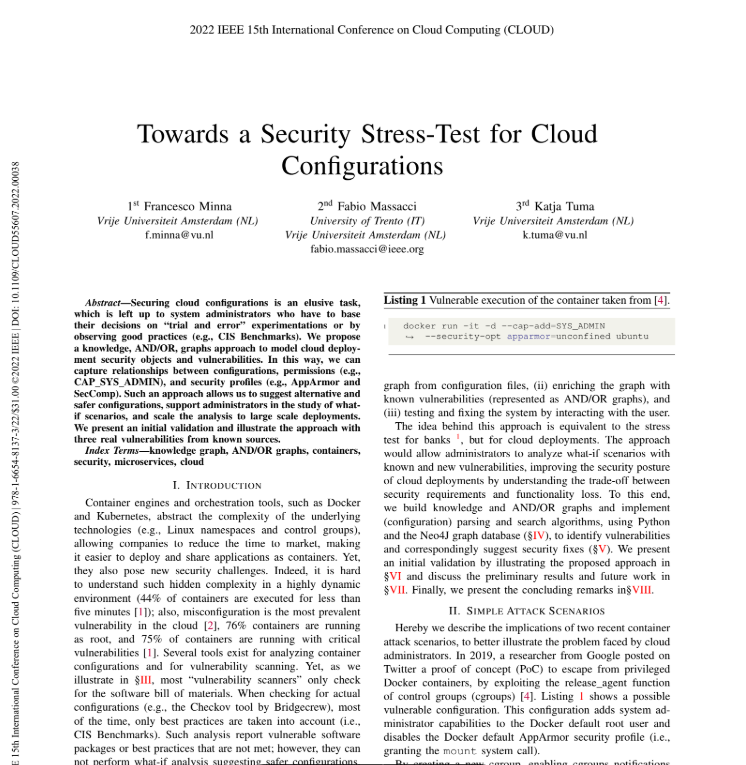 2022 IEEE 15th International Conference on Cloud Computing (CLOUD)
Towards a Security Stress-Test for Cloud
Configurations
1st Francesco Minna
Vrije Universiteit Amsterdam (NL)
f.minna@vu.nl
2nd Fabio Massacci
University of Trento (IT)
Vrije Universiteit Amsterdam (NL)
fabio.massacci@ieee.org
3rd Katja Tuma
Vrije Universiteit Amsterdam (NL)
k.tuma@vu.nl
E 15th International Conference on Cloud Computing (CLOUD) | 978-1-6654-8137-3/22/$31.00 ©2022 IEEE | DOI: 10.1109/CLOUD55607.2022.00038
Abstract—Securing cloud configurations is an elusive task,
which is left up to system administrators who have to base
their decisions on "trial and error" experimentations or by
observing good practices (e.g., CIS Benchmarks). We propose
a knowledge, AND/OR, graphs approach to model cloud deploy-
ment security objects and vulnerabilities. In this way, we can
capture relationships between configurations, permissions (e.g.,
CAP_SYS_ADMIN), and security profiles (e.g., AppArmor and
SecComp). Such an approach allows us to suggest alternative and
safer configurations, support administrators in the study of what-
if scenarios, and scale the analysis to large scale deployments.
We present an initial validation and illustrate the approach with
three real vulnerabilities from known sources.
Index Terms—knowledge graph, AND/OR graphs, containers,
security, microservices, cloud
I. INTRODUCTION
Container engines and orchestration tools, such as Docker
and Kubernetes, abstract the complexity of the underlying
technologies (e.g., Linux namespaces and control groups),
allowing companies to reduce the time to market, making
it easier to deploy and share applications as containers. Yet,
they also pose new security challenges. Indeed, it is hard
to understand such hidden complexity in a highly dynamic
environment (44% of containers are executed for less than
five minutes [1]); also, misconfiguration is the most prevalent
vulnerability in the cloud [2], 76% containers are running
as root, and 75% of containers are running with critical
vulnerabilities [1]. Several tools exist for analyzing container
configurations and for vulnerability scanning. Yet, as we
illustrate in §III, most "vulnerability scanners" only check
for the software bill of materials. When checking for actual
configurations (e.g., the Checkov tool by Bridgecrew), most
of the time, only best practices are taken into account (i.e.,
CIS Benchmarks). Such analysis report vulnerable software
packages or best practices that are not met; however, they can
not perform what-if analysis suggesting safer configurations.
Listing 1 Vulnerable execution of the container taken from [4].
docker run -it -d --cap-add=SYS_ADMIN
↪ --security-opt apparmor=unconfined ubuntu
graph from configuration files, (ii) enriching the graph with
known vulnerabilities (represented as AND/OR graphs), and
(iii) testing and fixing the system by interacting with the user.
The idea behind this approach is equivalent to the stress
test for banks 1, but for cloud deployments. The approach
would allow administrators to analyze what-if scenarios with
known and new vulnerabilities, improving the security posture
of cloud deployments by understanding the trade-off between
security requirements and functionality loss. To this end,
we build knowledge and AND/OR graphs and implement
(configuration) parsing and search algorithms, using Python
and the Neo4J graph database (§IV), to identify vulnerabilities
and correspondingly suggest security fixes (§V). We present
an initial validation by illustrating the proposed approach in
§VI and discuss the preliminary results and future work in
§VII. Finally, we present the concluding remarks in§VIII.
II. SIMPLE ATTACK SCENARIOS
Hereby we describe the implications of two recent container
attack scenarios, to better illustrate the problem faced by cloud
administrators. In 2019, a researcher from Google posted on
Twitter a proof of concept (PoC) to escape from privileged
Docker containers, by exploiting the release_agent function
of control groups (cgroups) [4]. Listing 1 shows a possible
vulnerable configuration. This configuration adds system ad-
ministrator capabilities to the Docker default root user and
disables the Docker default AppArmor security profile (i.e.,
granting the mount system call).
By creating a new cgroup, enabling cgroups notifications